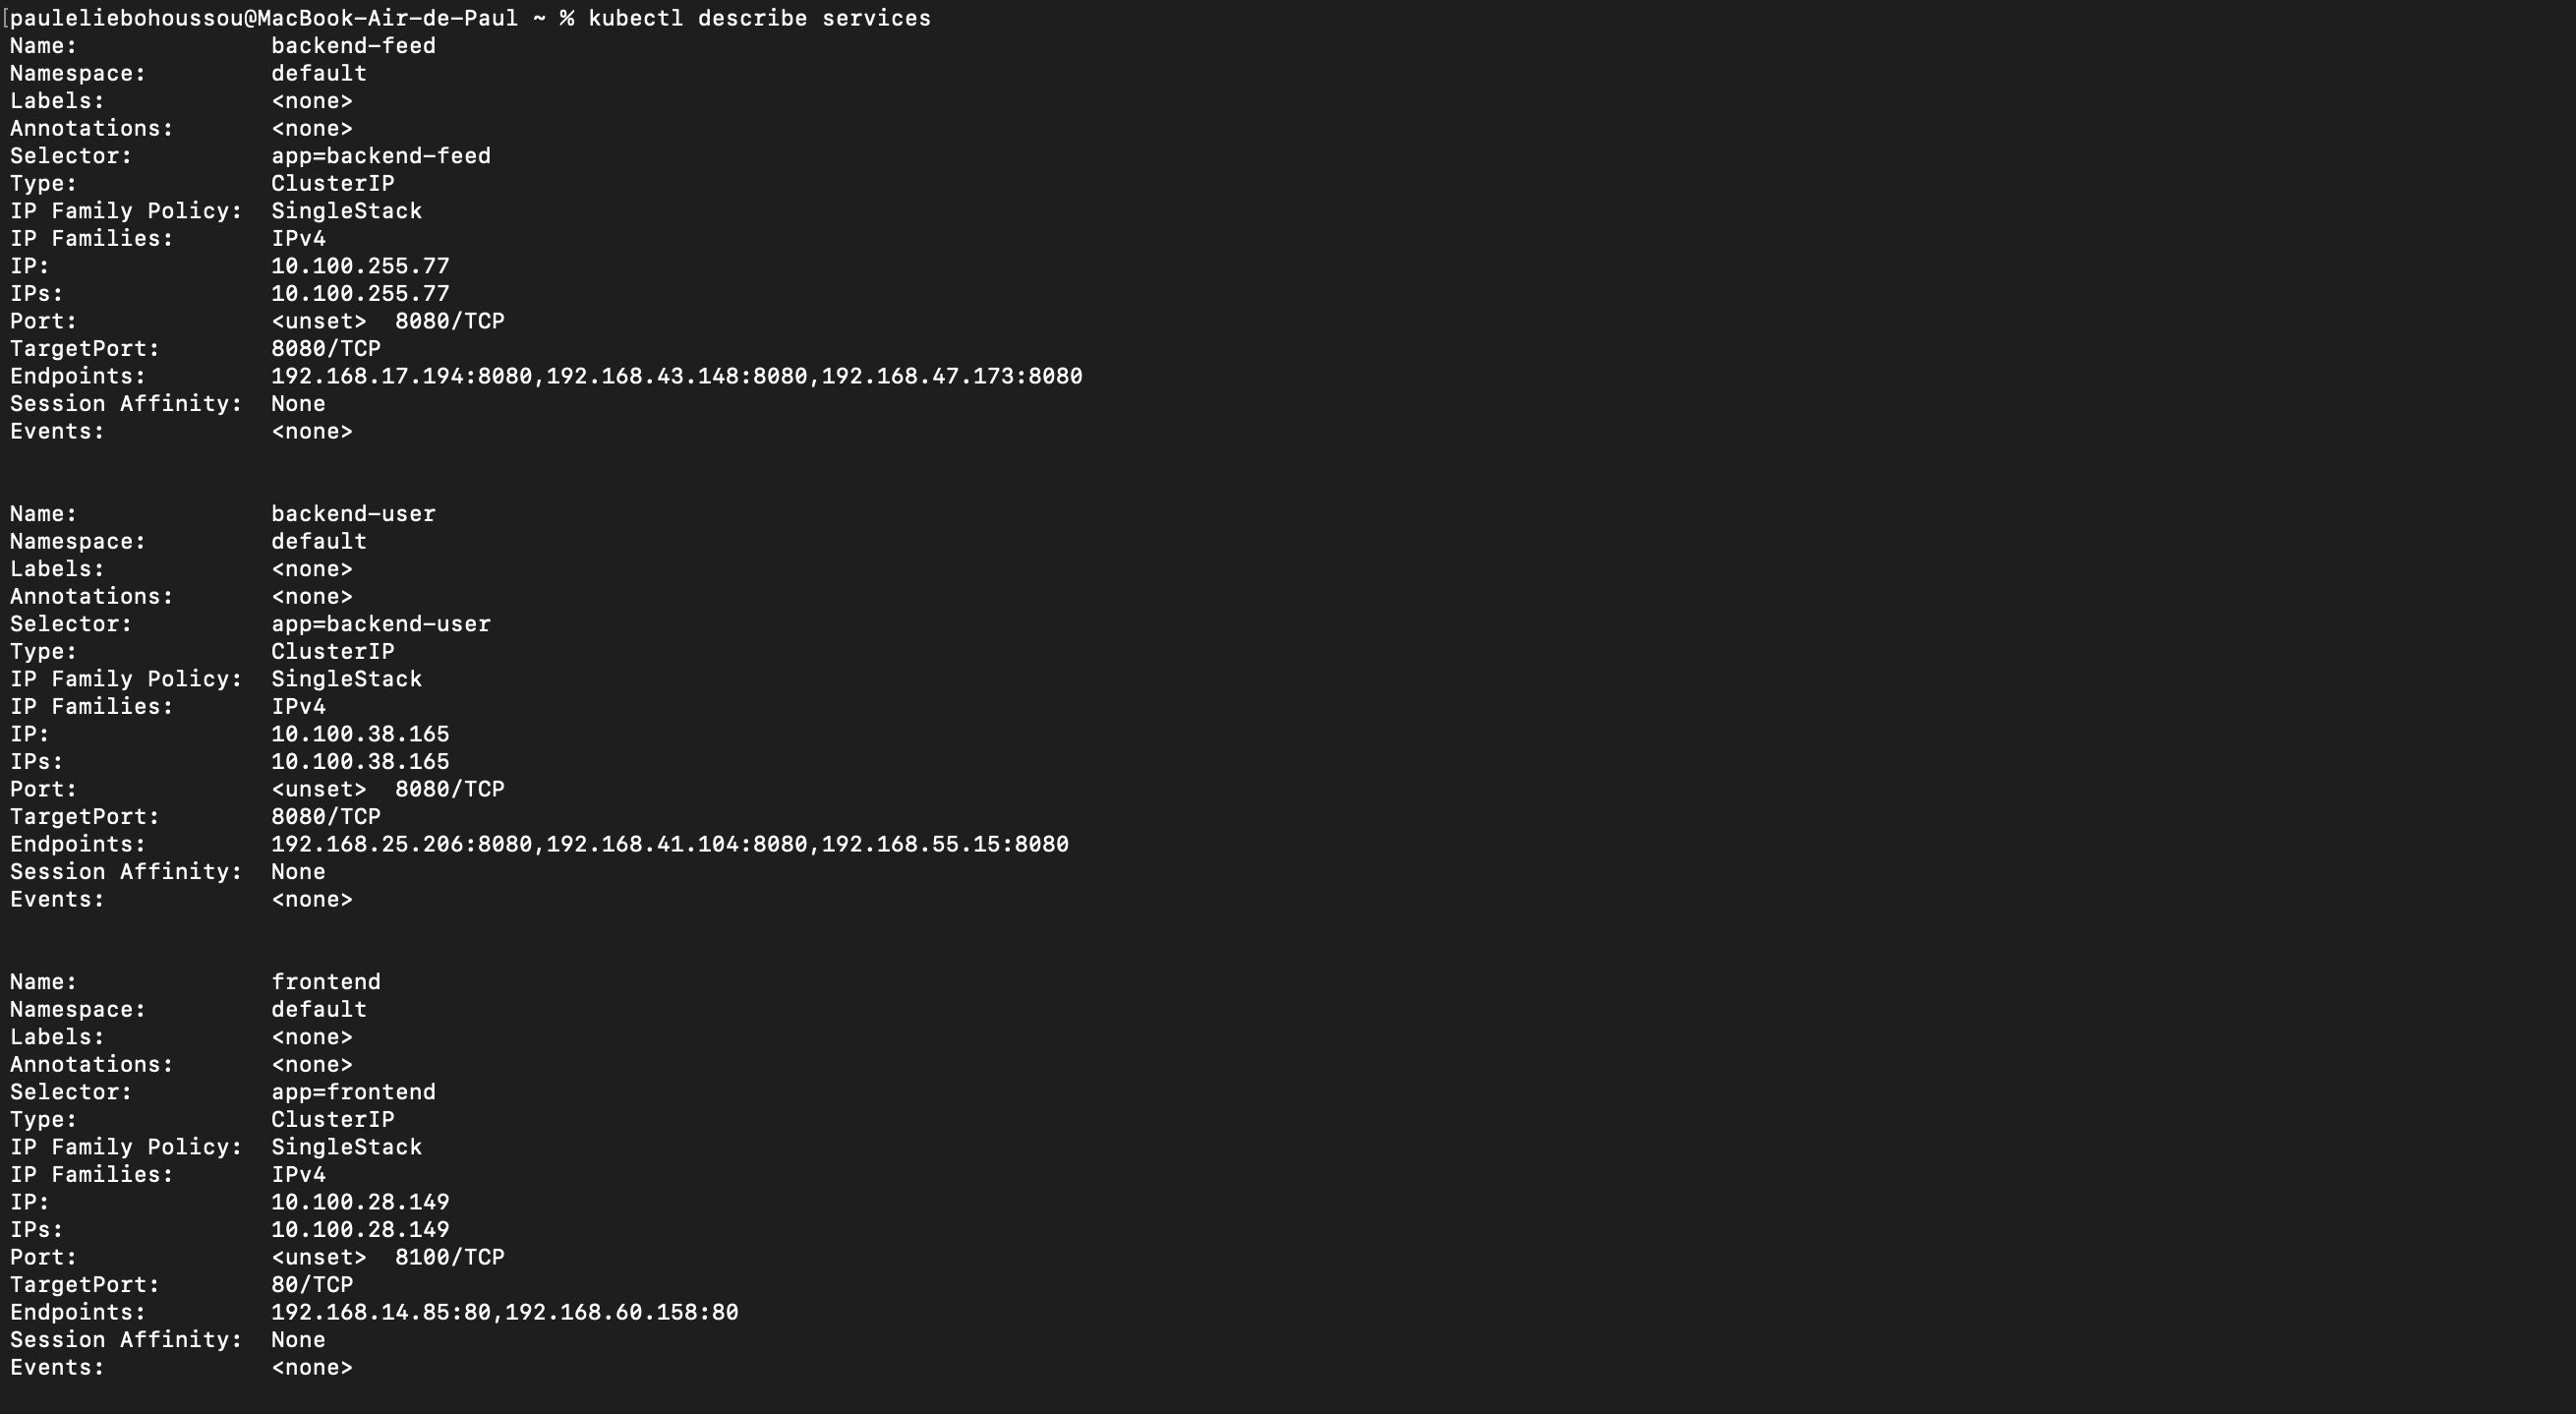 [pauleliebohoussou@MacBook-Air-de-Paul ~ % kubectl describe services
Name:              backend-feed
Namespace:         default
Labels:            <none>
Annotations:       <none>
Selector:          app=backend-feed
Type:              ClusterIP
IP Family Policy:  SingleStack
IP Families:       IPv4
IP:                10.100.255.77
IPs:               10.100.255.77
Port:              <unset>  8080/TCP
TargetPort:        8080/TCP
Endpoints:         192.168.17.194:8080,192.168.43.148:8080,192.168.47.173:8080
Session Affinity:  None
Events:            <none>

Name:              backend-user
Namespace:         default
Labels:            <none>
Annotations:       <none>
Selector:          app=backend-user
Type:              ClusterIP
IP Family Policy:  SingleStack
IP Families:       IPv4
IP:                10.100.38.165
IPs:               10.100.38.165
Port:              <unset>  8080/TCP
TargetPort:        8080/TCP
Endpoints:         192.168.25.206:8080,192.168.41.104:8080,192.168.55.15:8080
Session Affinity:  None
Events:            <none>

Name:              frontend
Namespace:         default
Labels:            <none>
Annotations:       <none>
Selector:          app=frontend
Type:              ClusterIP
IP Family Policy:  SingleStack
IP Families:       IPv4
IP:                10.100.28.149
IPs:               10.100.28.149
Port:              <unset>  8100/TCP
TargetPort:        80/TCP
Endpoints:         192.168.14.85:80,192.168.60.158:80
Session Affinity:  None
Events:            <none>